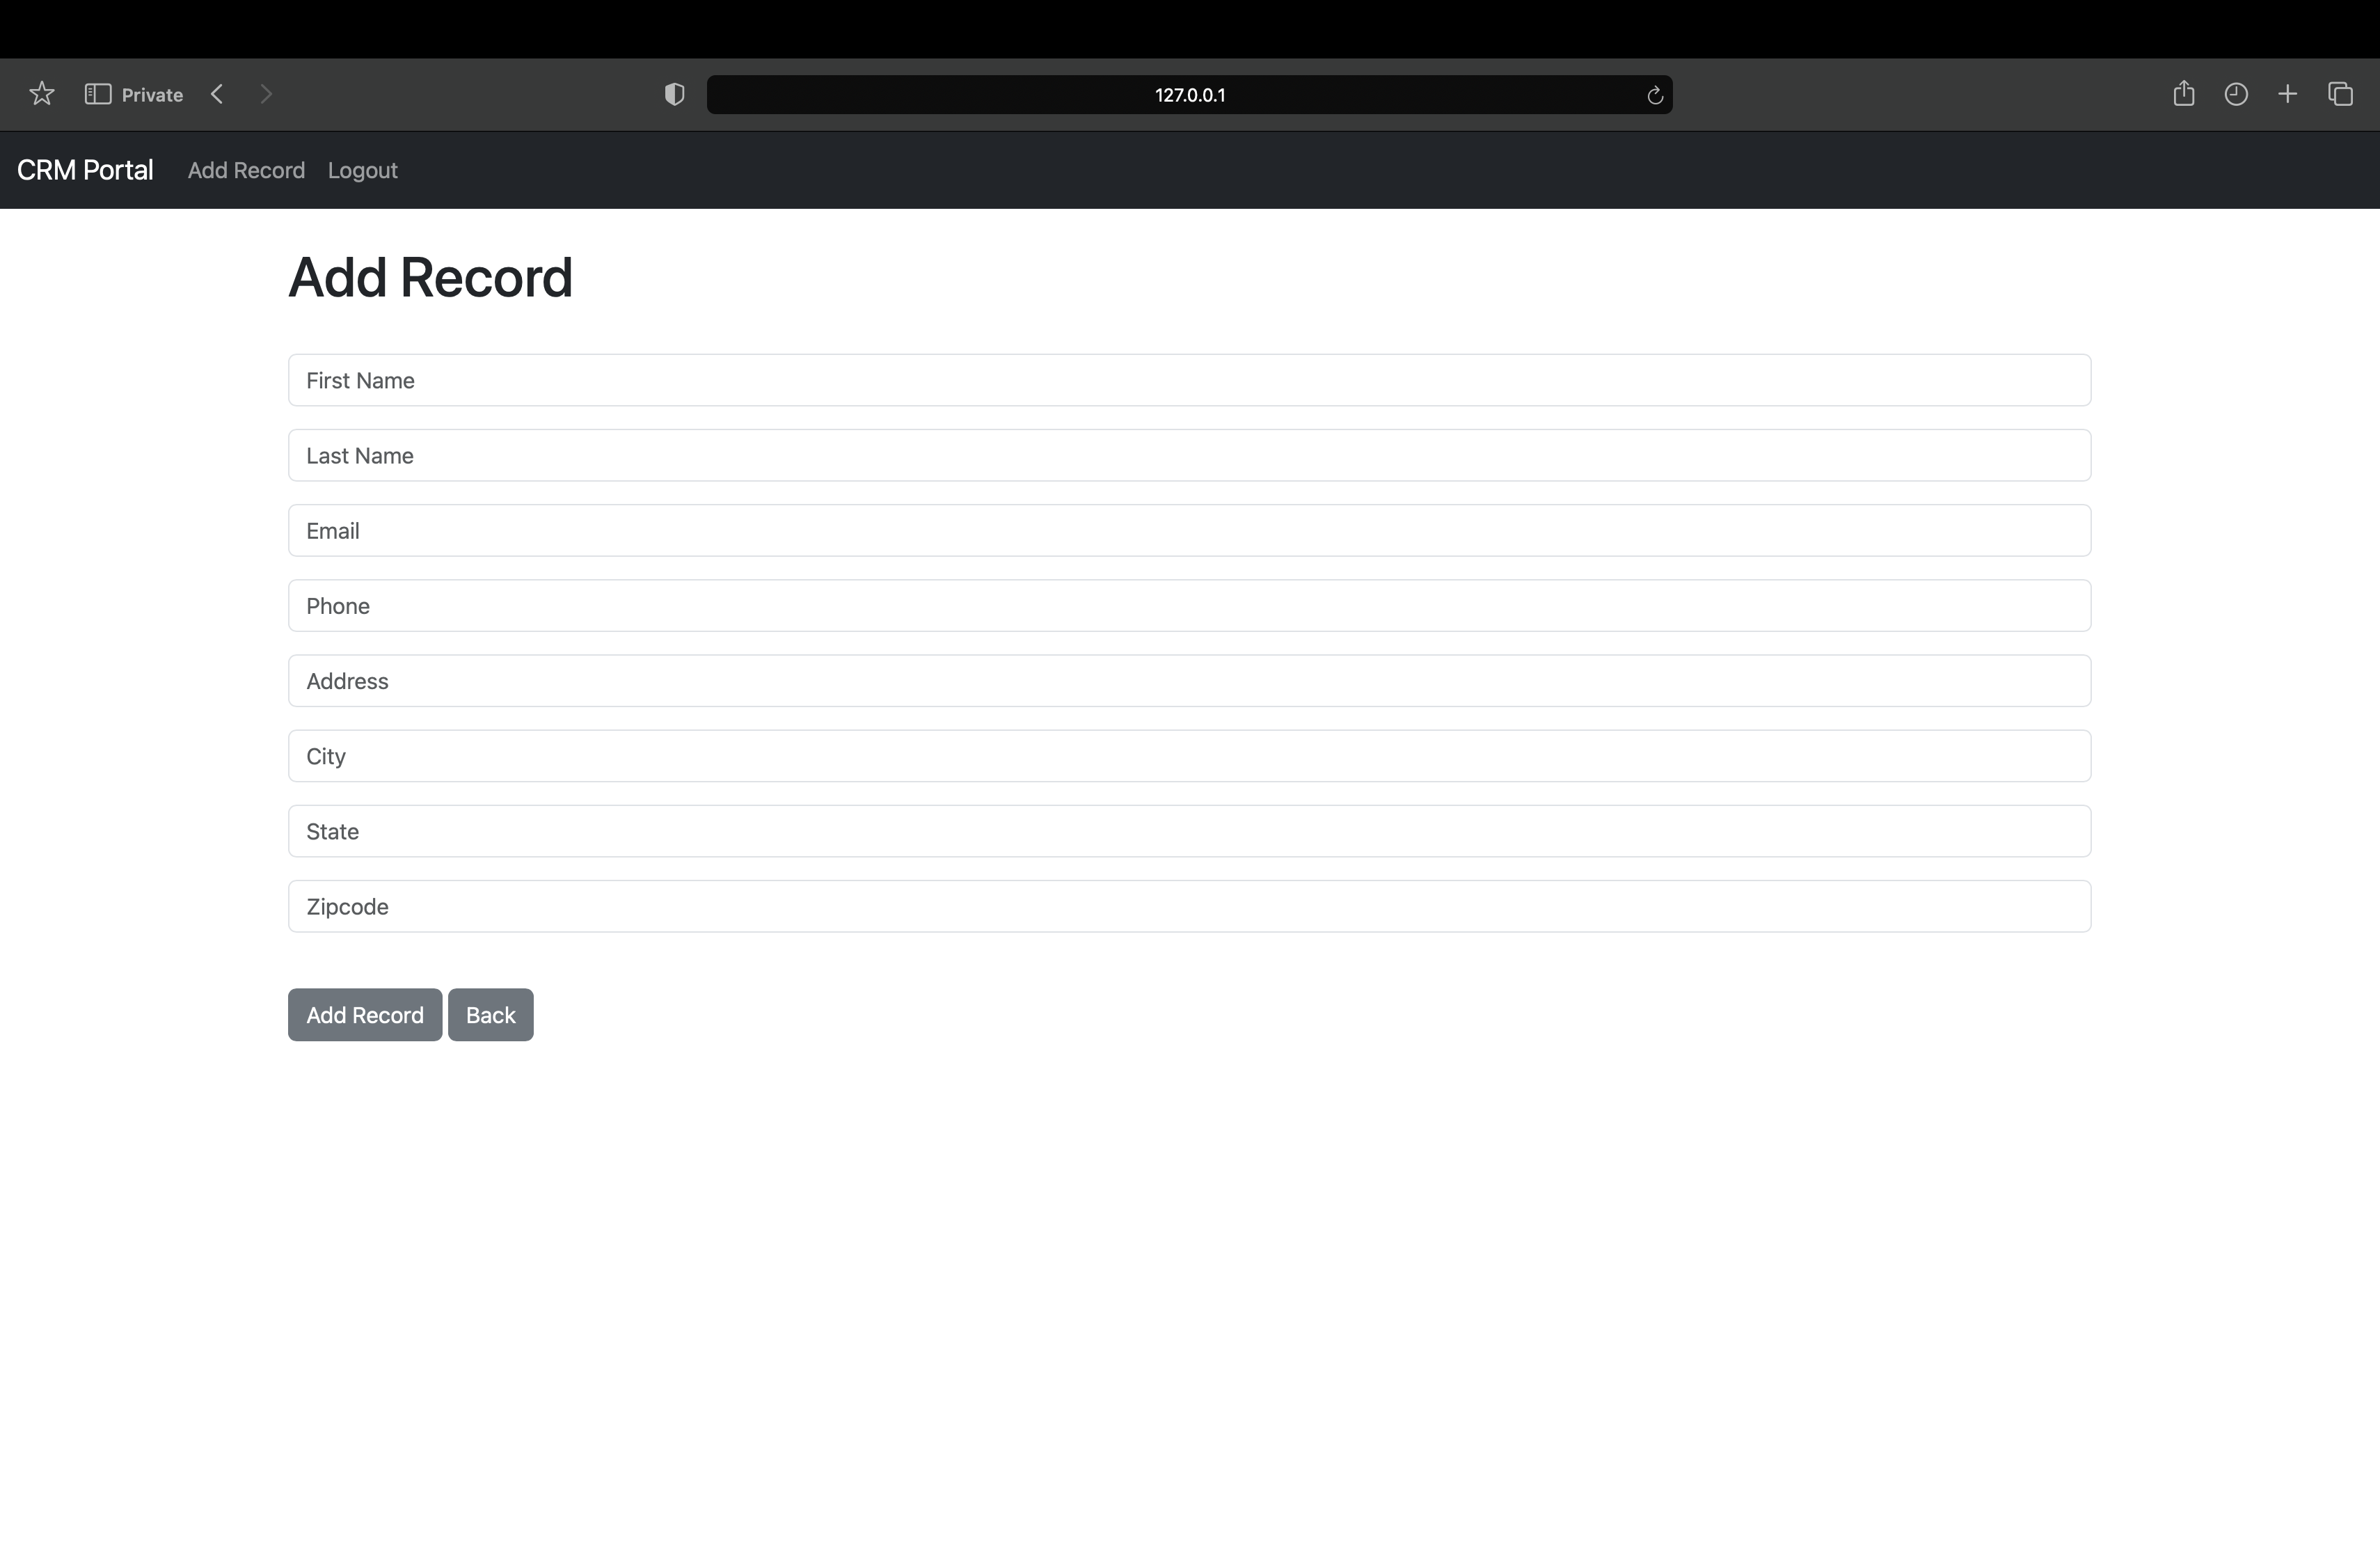 Private
127.0.0.1
CRM Portal Add Record Logout
Add Record
First Name
Last Name
Email
Phone
Address
City
State
Zipcode
Add Record Back